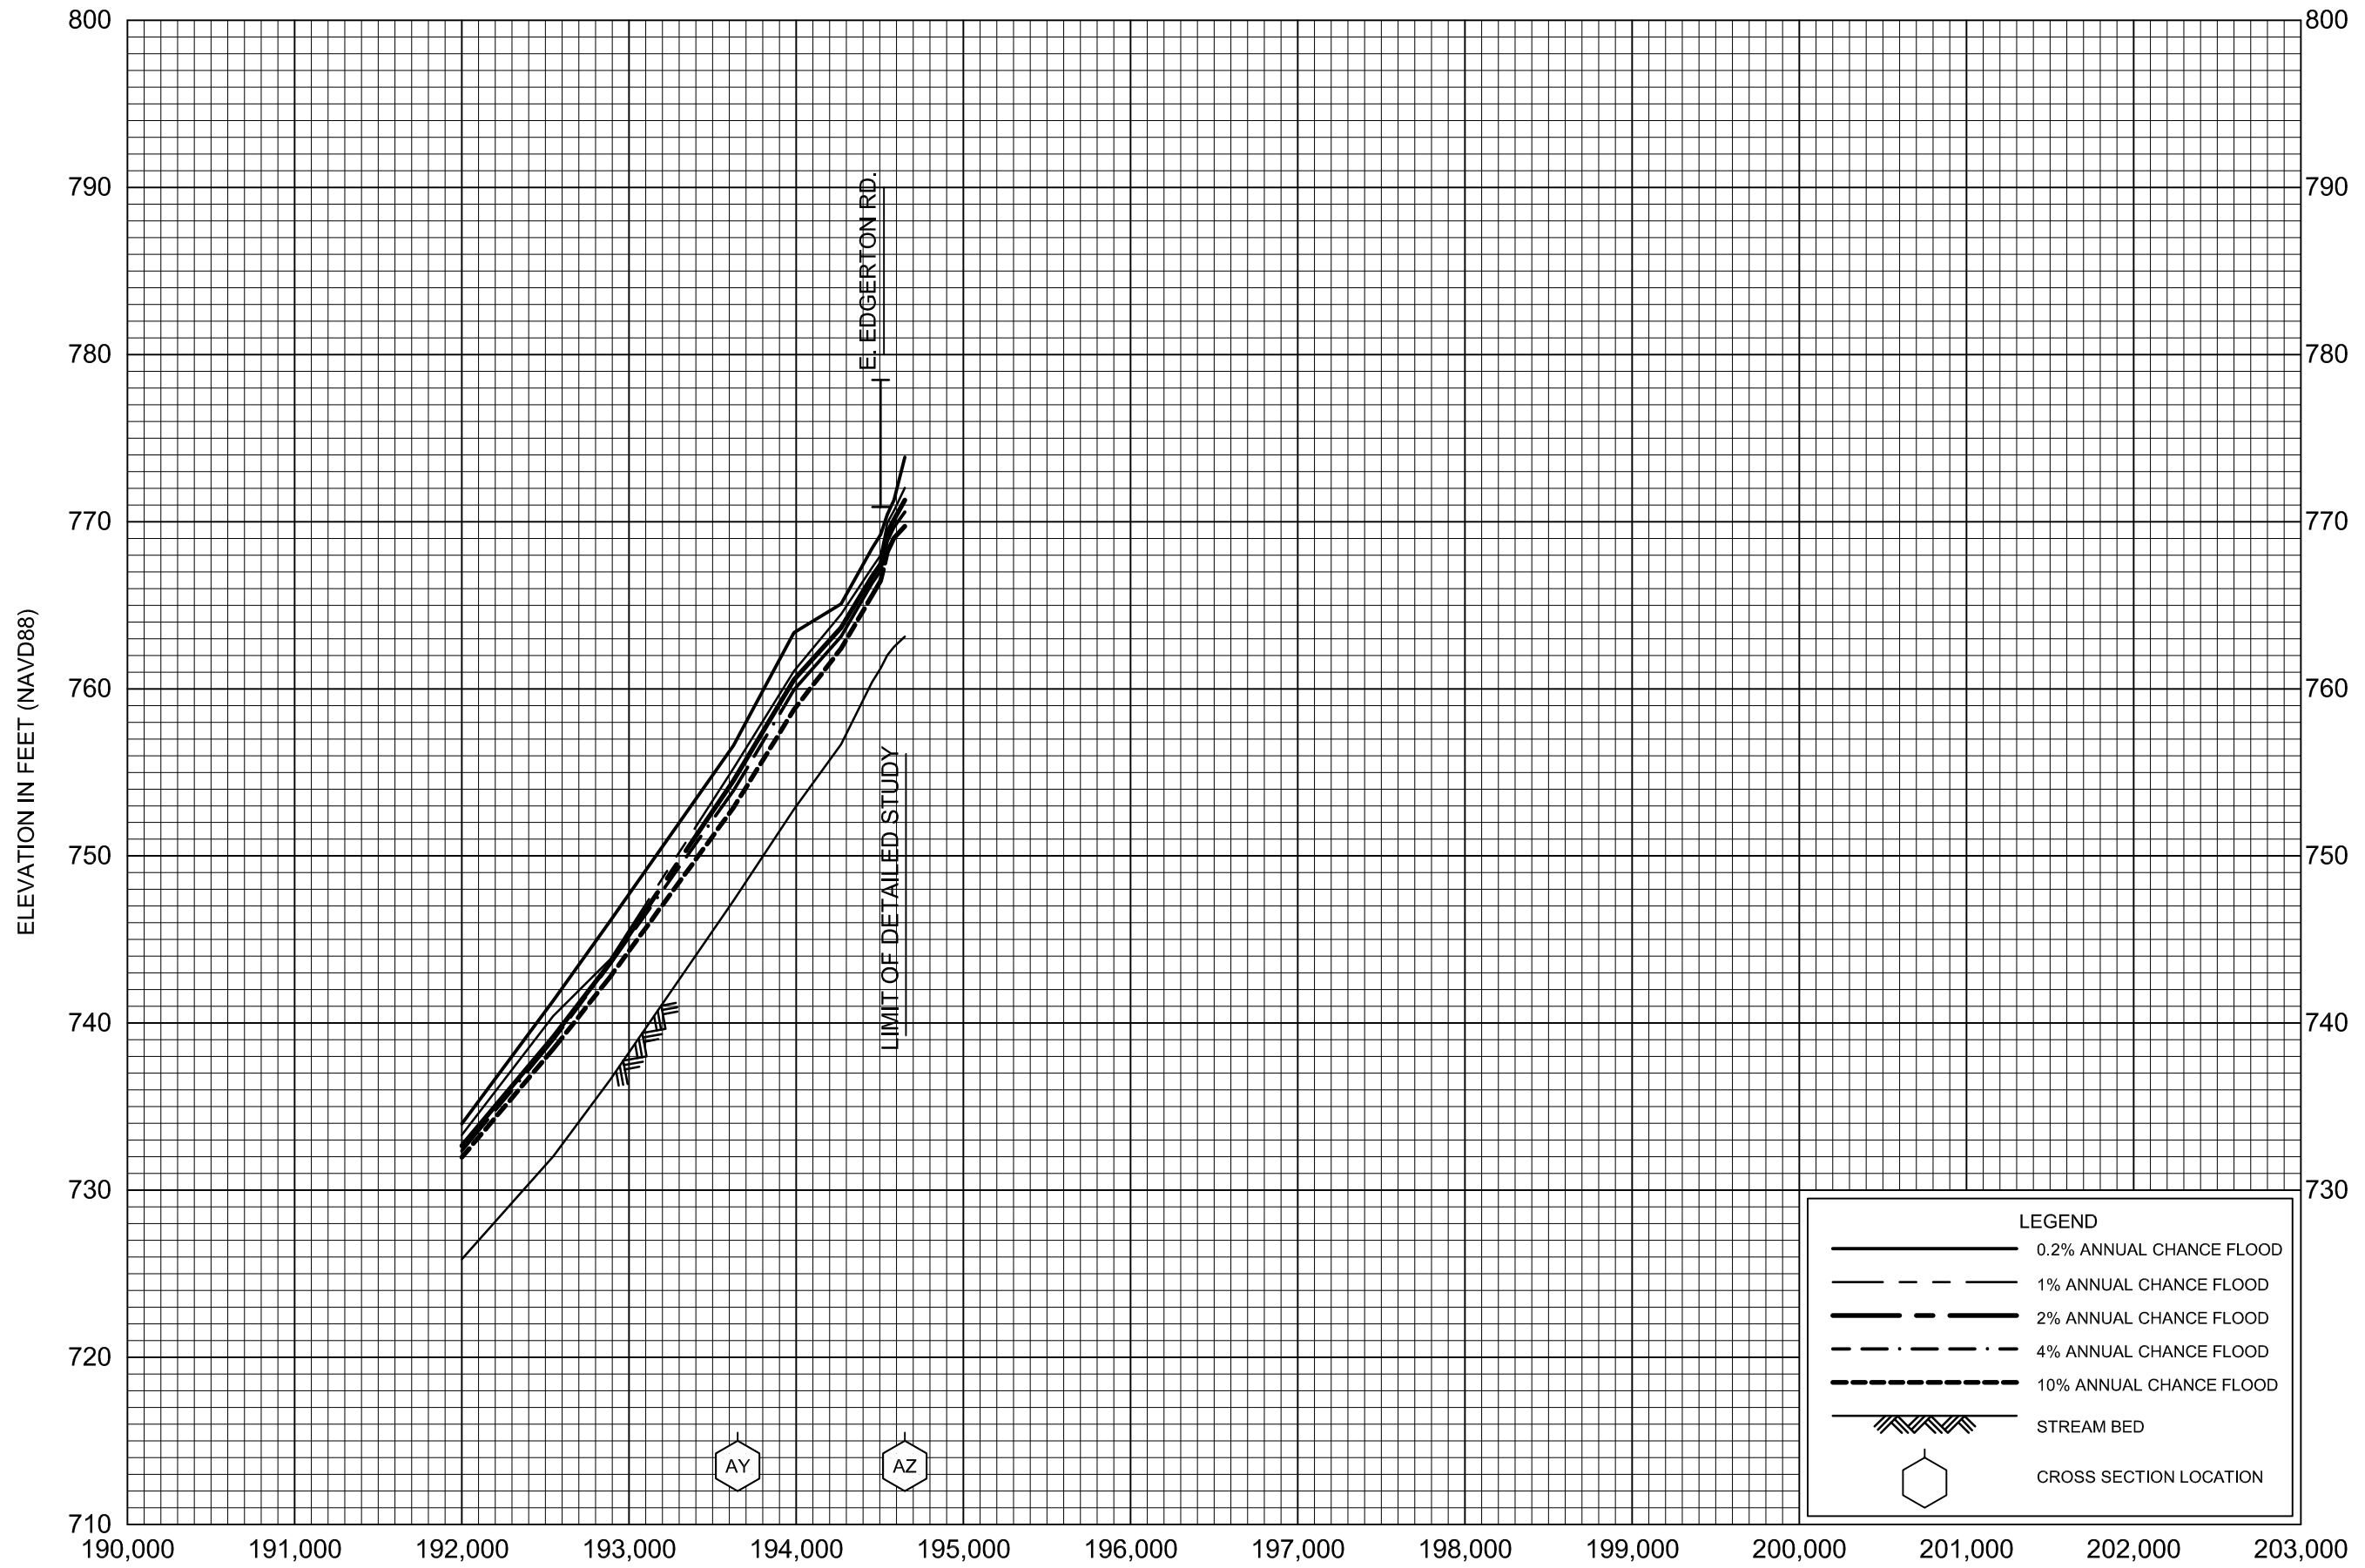 800
800
790
790
780
780
770
770
760
760
750
750
740
740
730
730
720
710
ELEVATION IN FEET (NAVD88)
E. EDGERTON RD.
LIMIT OF DETAILED STUDY
AY
AZ
LEGEND
0.2% ANNUAL CHANCE FLOOD
1% ANNUAL CHANCE FLOOD
2% ANNUAL CHANCE FLOOD
4% ANNUAL CHANCE FLOOD
10% ANNUAL CHANCE FLOOD
STREAM BED
CROSS SECTION LOCATION
190,000 191,000 192,000 193,000 194,000 195,000 196,000 197,000 198,000 199,000 200,000 201,000 202,000 203,000